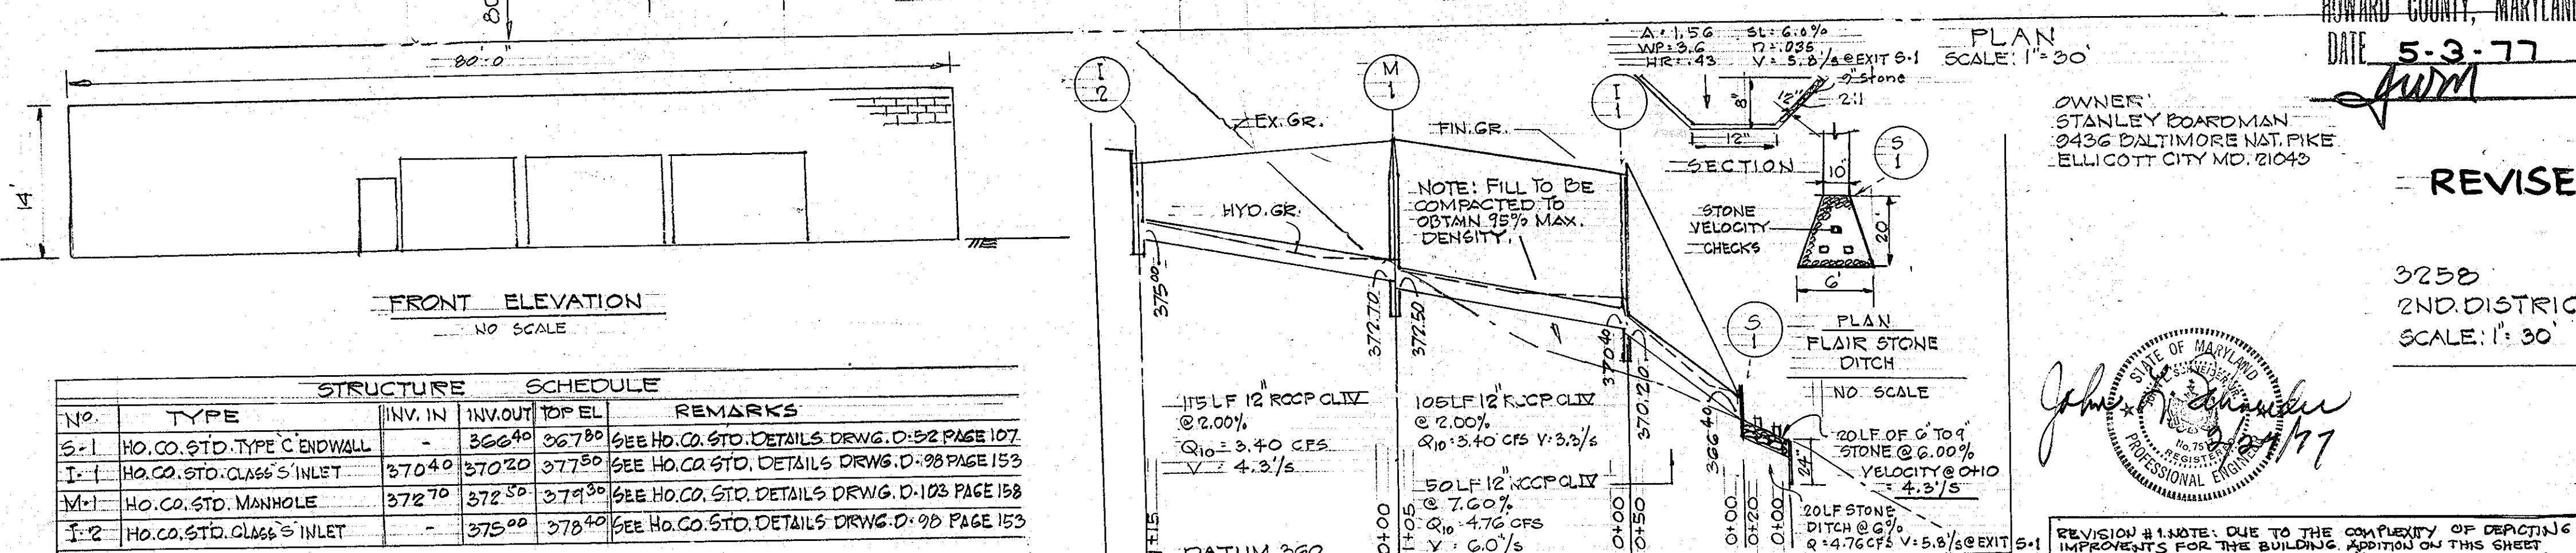 80'-0"
14'
FRONT ELEVATION
NO SCALE
STRUCTURE SCHEDULE
NO. TYPE INV. IN INV. OUT TOP EL REMARKS
S-1 HO. CO. STD. TYPE 'C' ENDWALL - 366.40 367.80 SEE HO. CO. STD. DETAILS DRWG. D-52 PAGE 107
I-1 HO. CO. STD. CLASS 'S' INLET 370.40 370.20 377.50 SEE HO. CO. STD. DETAILS DRWG. D-98 PAGE 153
M-1 HO. CO. STD. MANHOLE 372.70 372.50 379.30 SEE HO. CO. STD. DETAILS DRWG. D-103 PAGE 158
I-2 HO. CO. STD. CLASS 'S' INLET - 375.00 378.40 SEE HO. CO. STD. DETAILS DRWG. D-98 PAGE 153
I
2
M
1
I
1
EX. GR.
FIN. GR.
HYD. GR.
NOTE: FILL TO BE
COMPACTED TO
OBTAIN 95% MAX.
DENSITY.
375.00
372.70
372.50
370.40
370.20
366.40
115 LF 12" RCCP CL IV
@ 2.00%
Q10 = 3.40 CFS
V = 4.3'/S
105 LF 12" RCCP CL IV
@ 2.00%
Q10 = 3.40 CFS V = 3.3'/s
50 LF 12" RCCP CL IV
@ 7.60%
Q10 = 4.76 CFS
V = 6.0'/s
1+15
0+00
1+05
0+00
0+50
0+00
0+20
0+00
DATUM 360
A = 1.56 SL = 6.0%
WP = 3.6 n = .035
HR = .43 V = 5.8'/s @ EXIT S-1
9" stone
2:1
12"
8"
12"
SECTION
S
1
10'
STONE
VELOCITY
CHECKS
20'
6'
PLAN
FLAIR STONE
DITCH
NO SCALE
S
1
20 LF OF 6" TO 9"
STONE @ 6.00%
VELOCITY @ 0+10
= 4.3'/S
24"
20 LF STONE
DITCH @ 6%
Q = 4.76 CFS V = 5.8'/s @ EXIT S-1
PLAN
SCALE: 1" = 30'
HOWARD COUNTY, MARYLAND
DATE 5-3-77
OWNER
STANLEY BOARDMAN
9436 BALTIMORE NAT. PIKE
ELLICOTT CITY MD. 21043
REVISE
3258
2ND. DISTRIC
SCALE: 1" = 30'
STATE OF MARYLAND
REGISTERED
PROFESSIONAL ENGINEER
REVISION #1. NOTE: DUE TO THE COMPLEXITY OF DEPICTING
IMPROVENTS FOR THE BUILDING ADDITION ON THIS SHEET